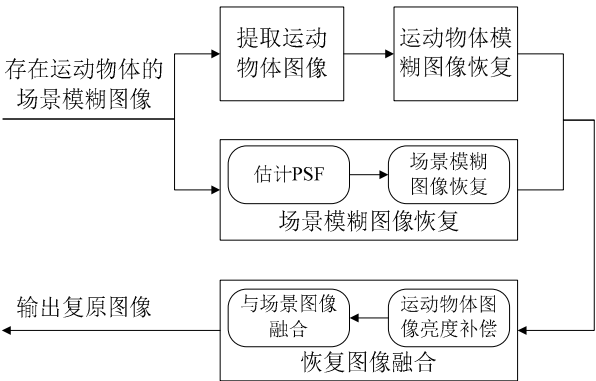 存在运动物体的
场景模糊图像
提取运动
物体图像
运动物体模
糊图像恢复
估计PSF
场景模糊
图像恢复
场景模糊图像恢复
输出复原图像
与场景图像
融合
运动物体图
像亮度补偿
恢复图像融合